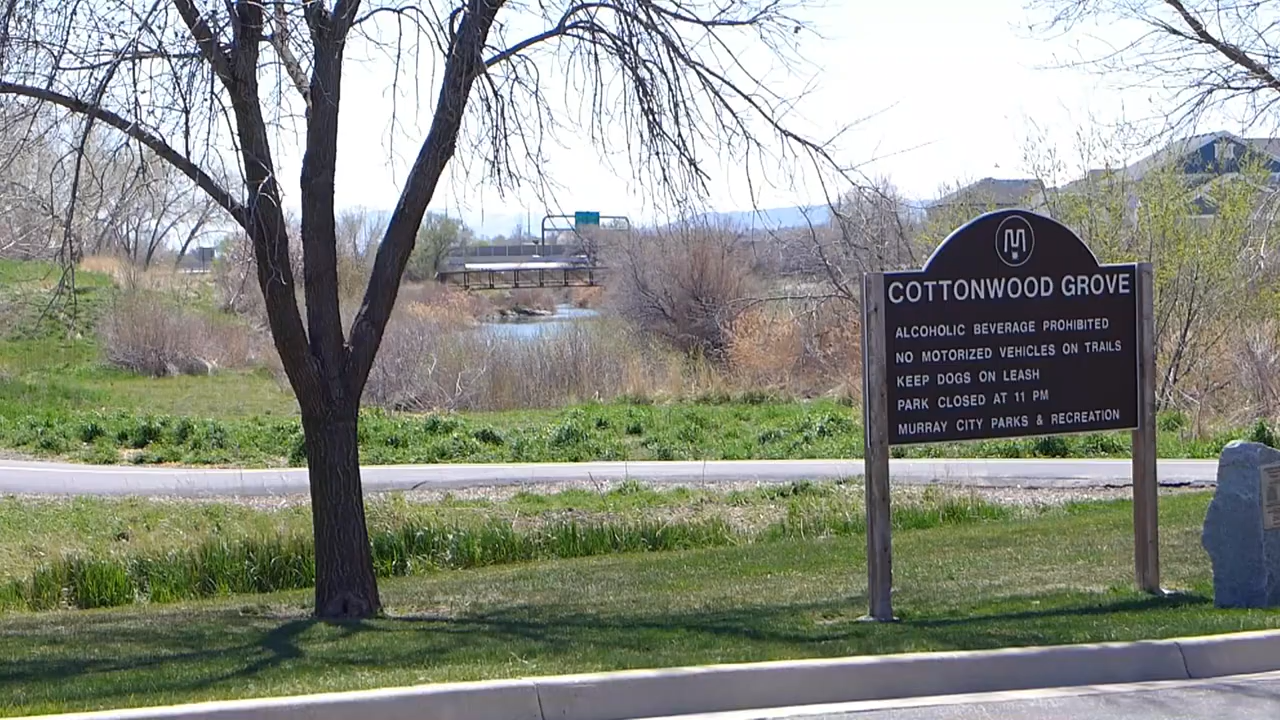 COTTONWOOD GROVE
ALCOHOLIC BEVERAGE PROHIBITED
NO MOTORIZED VEHICLES ON TRAILS
KEEP DOGS ON LEASH
PARK CLOSED AT 11 PM
MURRAY CITY PARKS & RECREATION